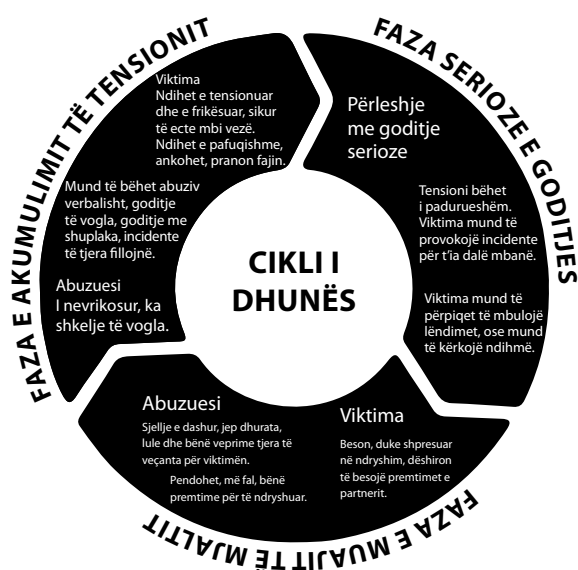 FAZA E AKUMULIMIT TË TENSIONIT
Viktima
Ndihet e tensionuar
dhe e frikësuar, sikur
të ecte mbi vezë.
Ndihet e pafuqishme,
ankohet, pranon fajin.
Mund të bëhet abuziv
verbalisht, goditje
të vogla, goditje me
shuplaka, incidente
të tjera fillojnë.
Abuzuesi
I nevrikosur, ka
shkelje të vogla.
FAZA SERIOZE E GODITJES
Përleshje
me goditje
serioze
Tensioni bëhet
i padurueshëm.
Viktima mund të
provokojë incidente
për t'ia dalë mbanë.
Viktima mund të
përpiqet të mbulojë
lëndimet, ose mund
të kërkojë ndihmë.
CIKLI I
DHUNËS
FAZA E MUAJIT TË MJALTIT
Abuzuesi
Sjellje e dashur, jep dhurata,
lule dhe bënë veprime tjera të
veçanta për viktimën.
Pendohet, më fal, bënë
premtime për të ndryshuar.
Viktima
Beson, duke shpresuar
në ndryshim, dëshiron
të besojë premtimet e
partnerit.